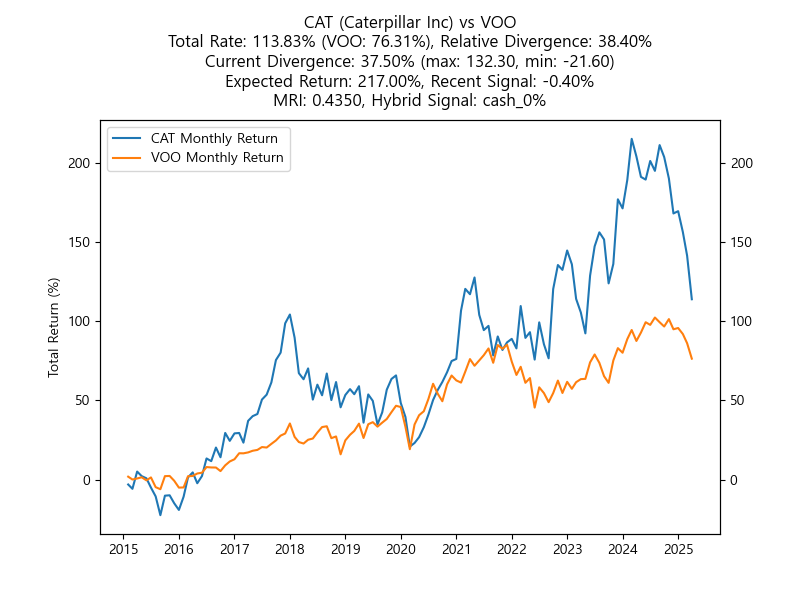 CAT (Caterpillar Inc) vs VOO
Total Rate: 113.83% (VOO: 76.31%), Relative Divergence: 38.40%
Current Divergence: 37.50% (max: 132.30, min: -21.60)
Expected Return: 217.00%, Recent Signal: -0.40%
MRI: 0.4350, Hybrid Signal: cash_0%
CAT Monthly Return
VOO Monthly Return
Total Return (%)
200
150
100
50
0
200
150
100
50
0
2015 2016 2017 2018 2019 2020 2021 2022 2023 2024 2025